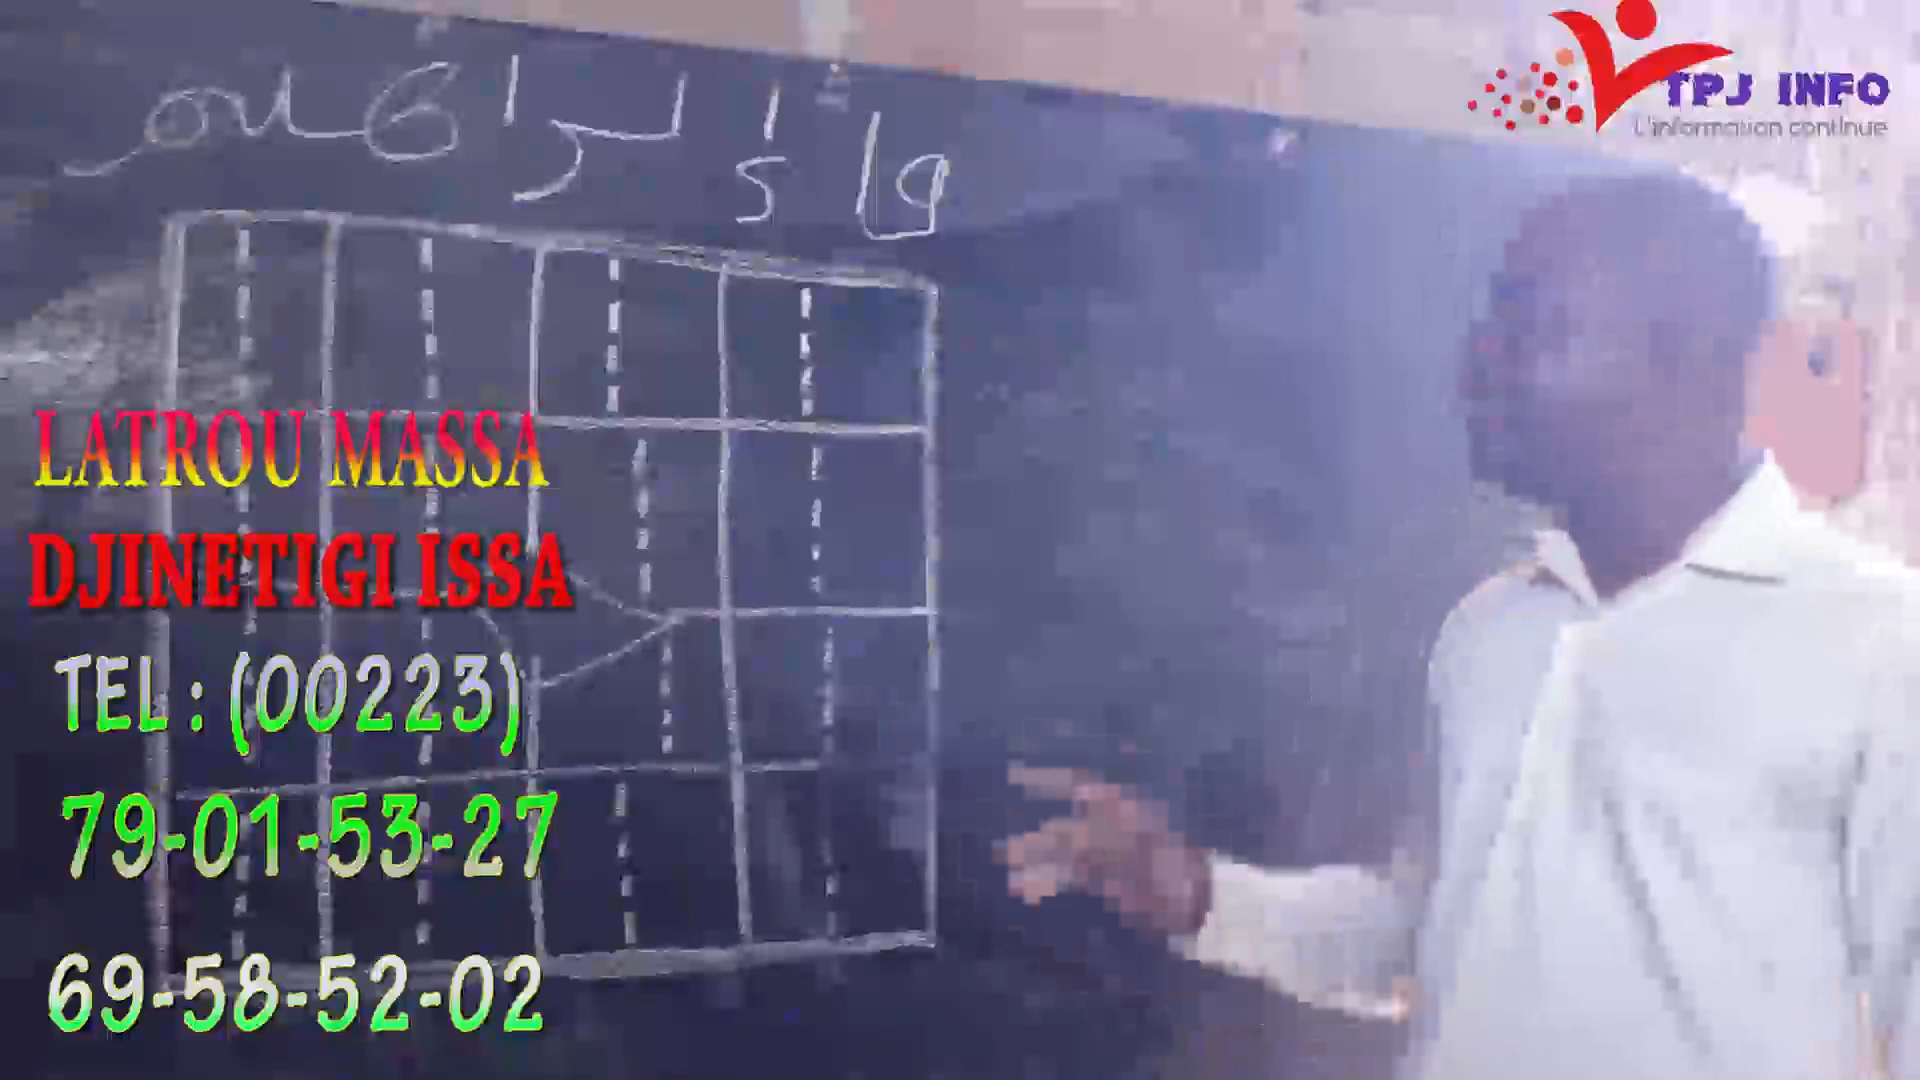 TPJ INFO
L'information continue
LATROU MASSA
DJINETIGI ISSA
TEL : (00223)
79-01-53-27
69-58-52-02